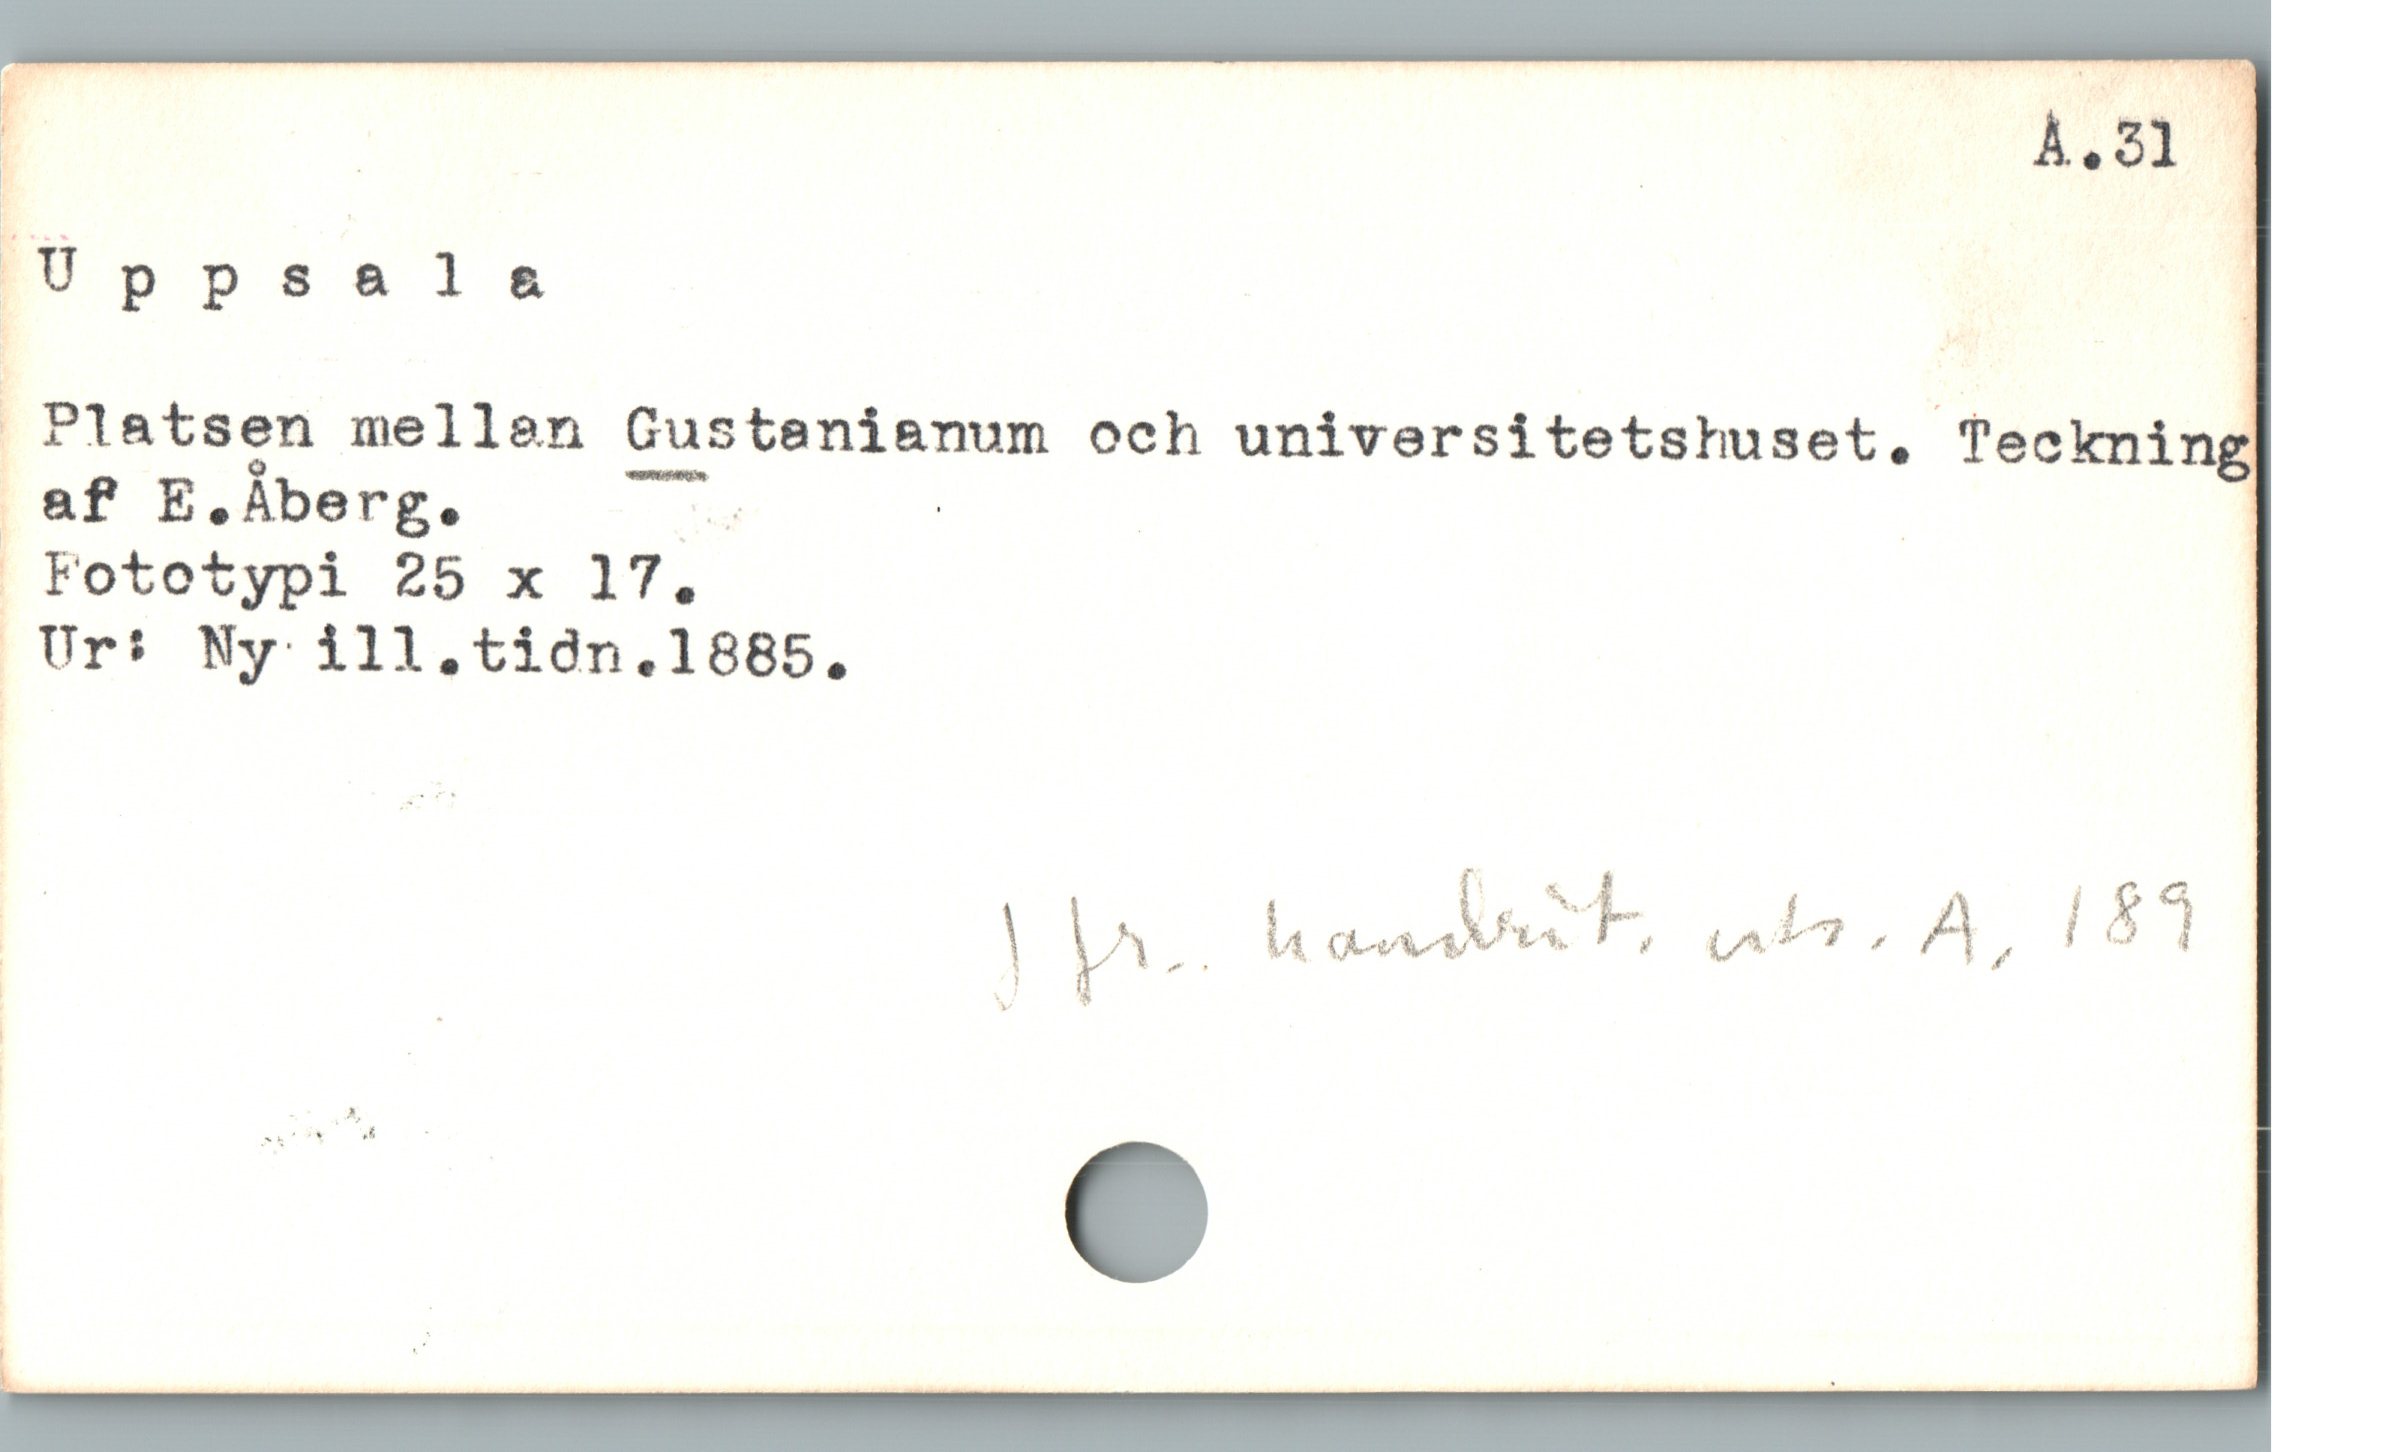 A.31
U p p s a l a
Platsen mellan Gustanianum och universitetshuset. Teckning
af E.Åberg.
Fototypi 25 x 17.
Ur: Ny ill.tidn.1885.
Jfr. handrit. uts. A. 189